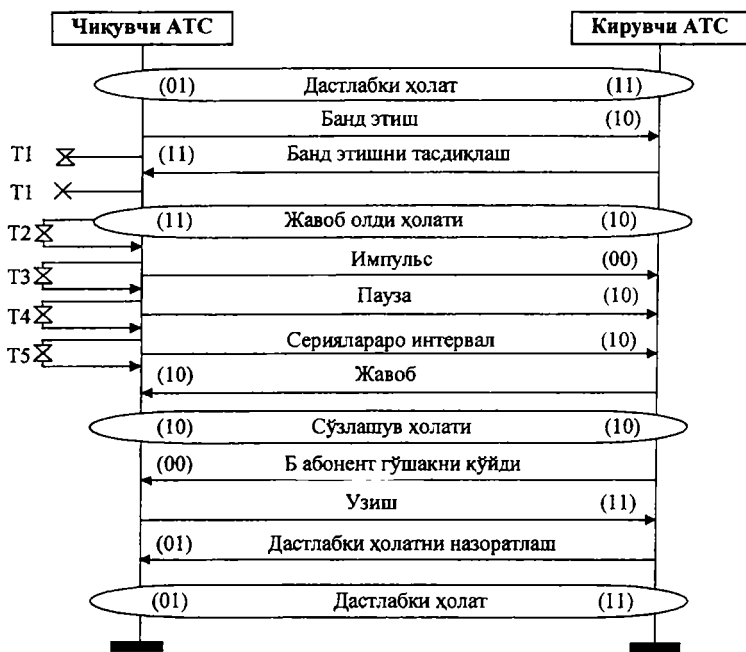 Чиқувчи АТС Кирувчи АТС
(01) Дастлабки ҳолат (11)
Банд этиш (10)
T1 (11) Банд этишни тасдиқлаш
T1
(11) Жавоб олди ҳолати (10)
T2
Импульс (00)
T3
Пауза (10)
T4
Сериялараро интервал (10)
T5
(10) Жавоб
(10) Сўзлашув ҳолати (10)
(00) Б абонент гўшакни қўйди
Узиш (11)
(01) Дастлабки ҳолатни назоратлаш
(01) Дастлабки ҳолат (11)